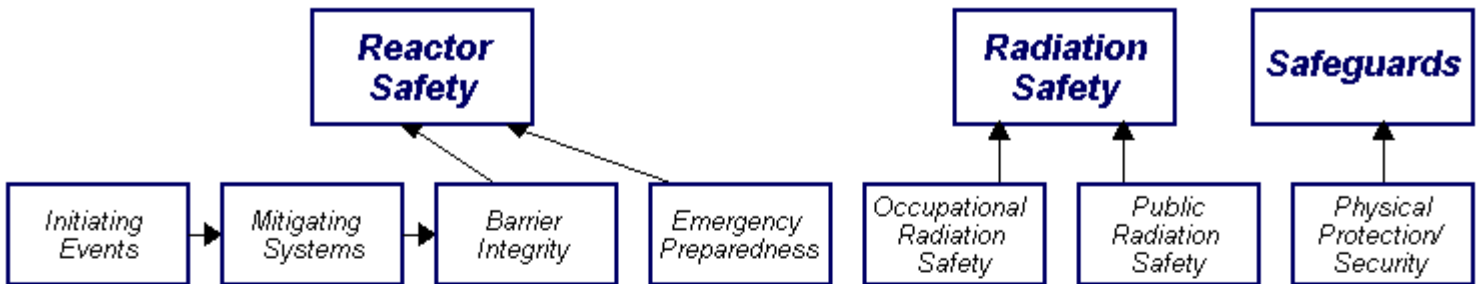 Reactor
Safety
Radiation
Safety
Safeguards
Initiating
Events
Mitigating
Systems
Barrier
Integrity
Emergency
Preparedness
Occupational
Radiation
Safety
Public
Radiation
Safety
Physical
Protection/
Security